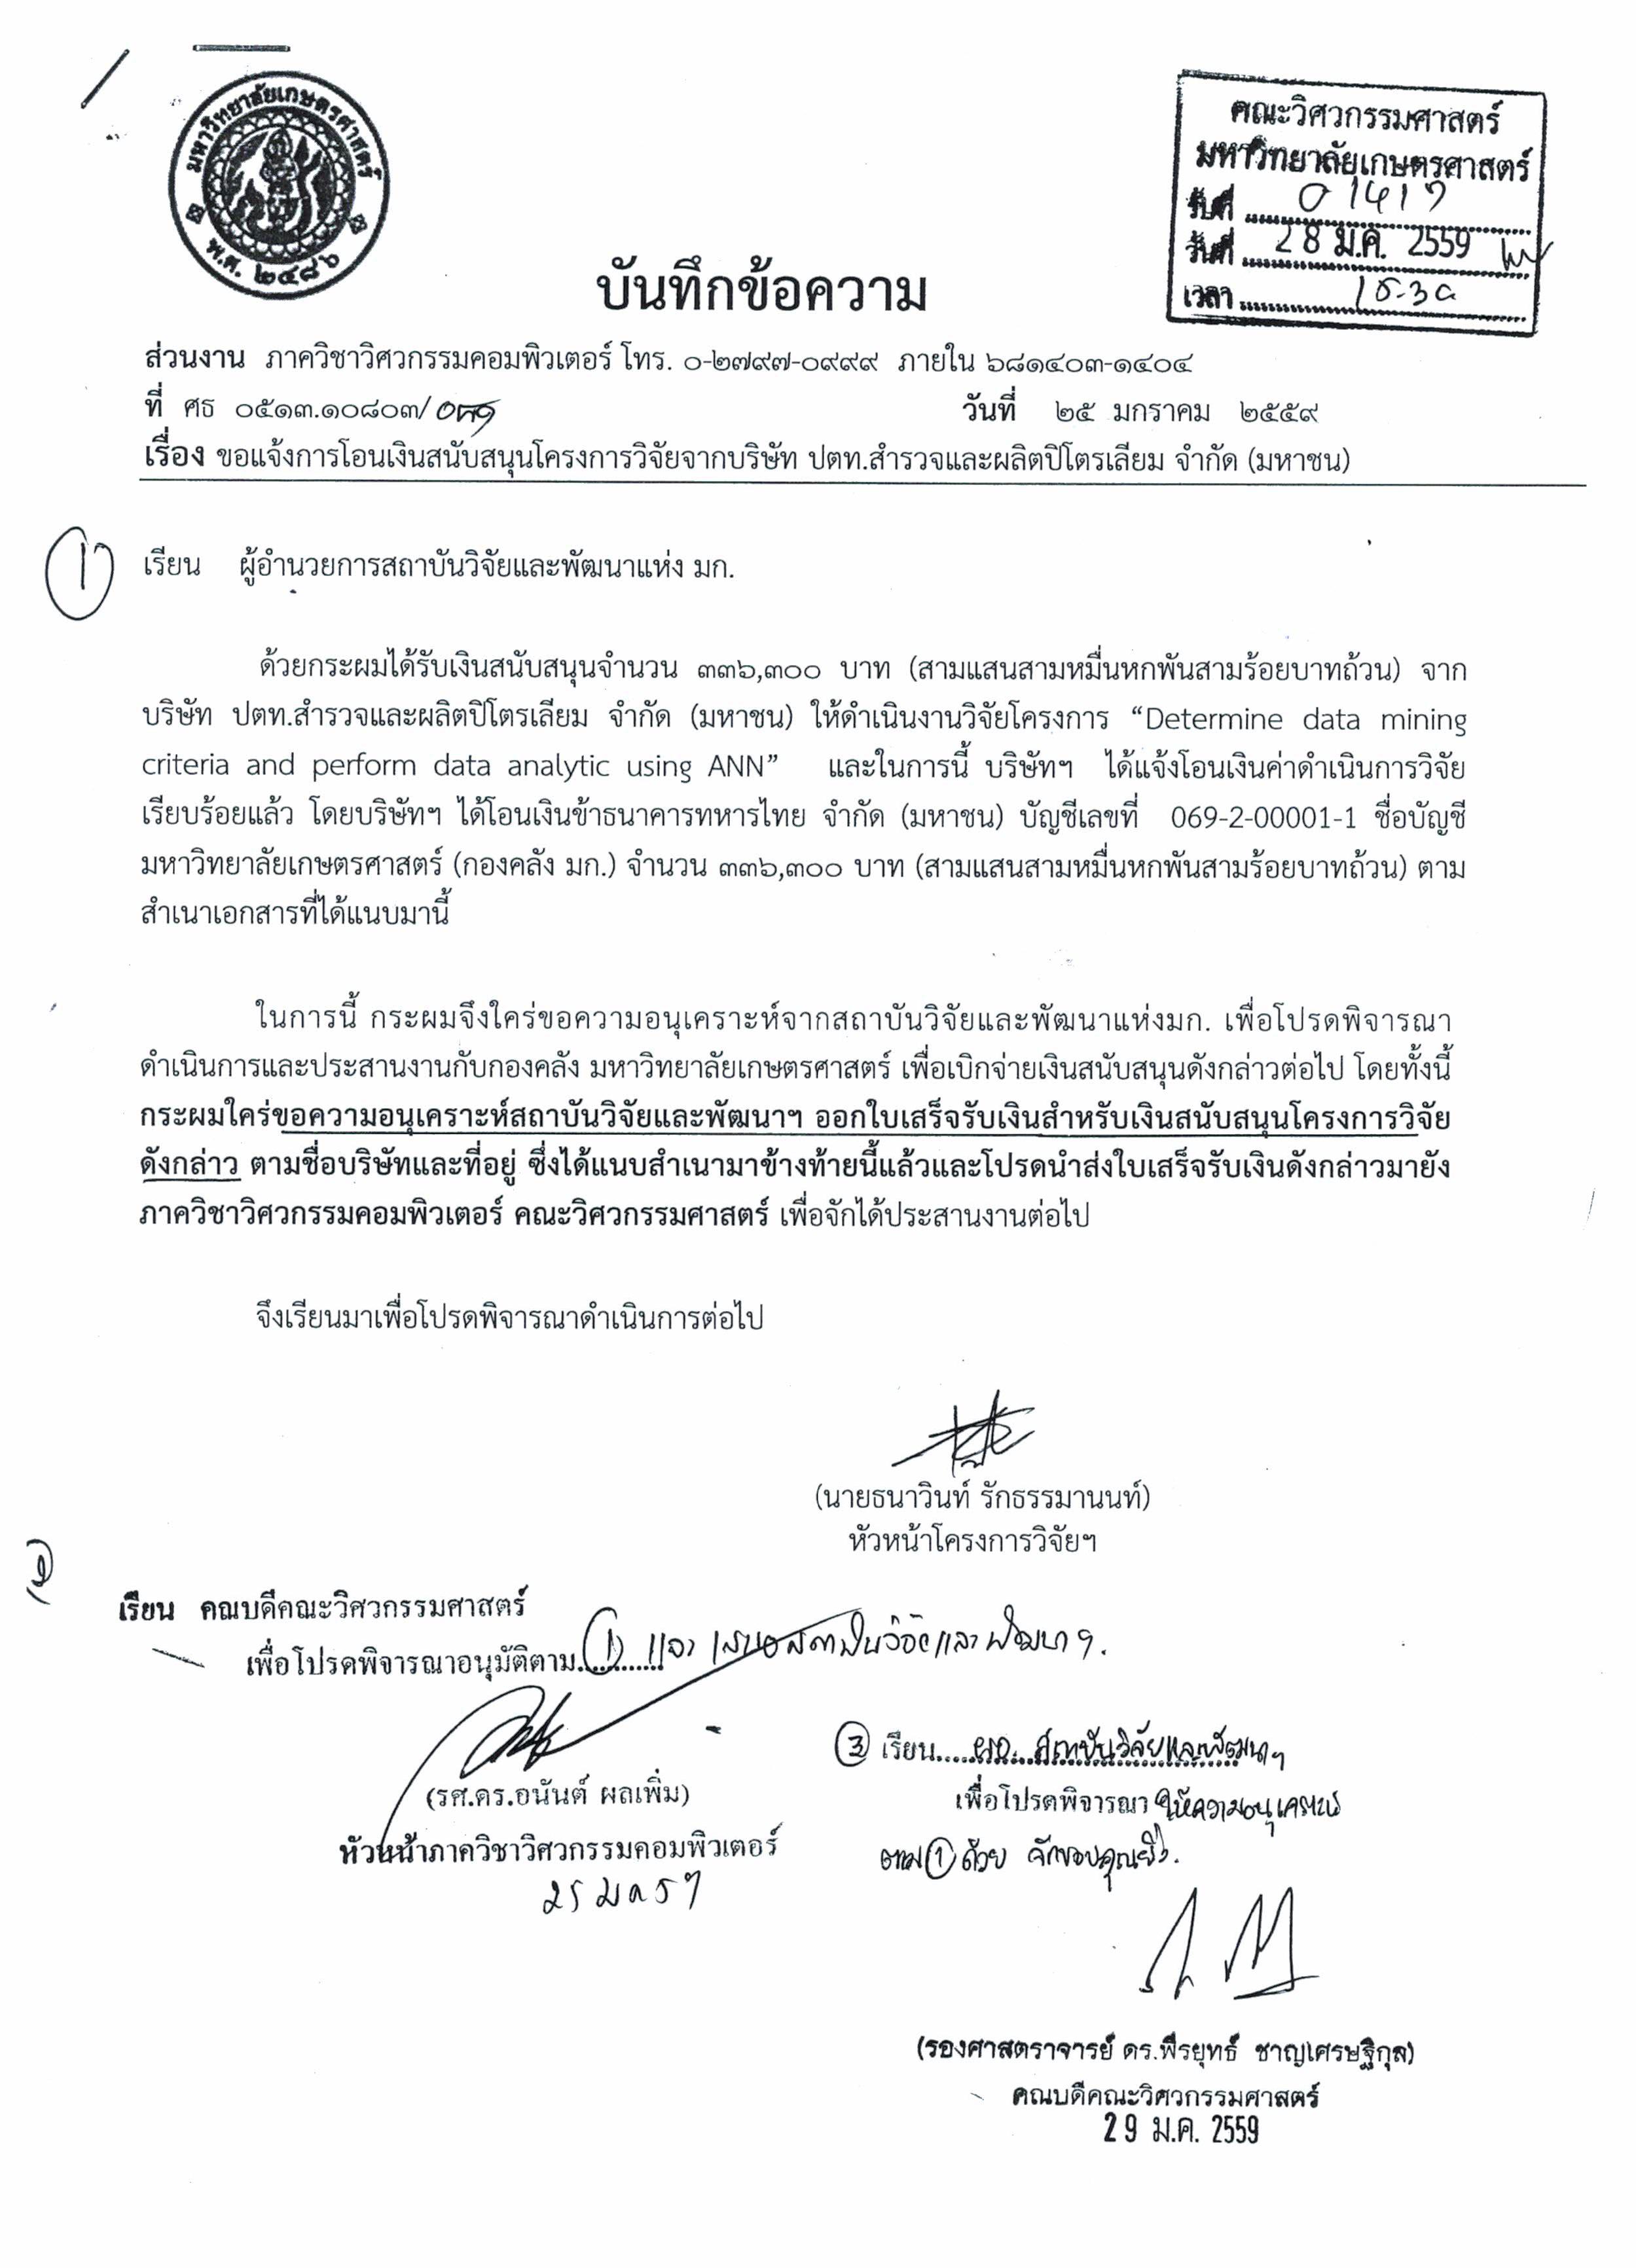 มหาวิทยาลัยเกษตรศาสตร์
พ.ศ. ๒๔๘๖
คณะวิศวกรรมศาสตร์
มหาวิทยาลัยเกษตรศาสตร์
รับที่ 01417
วันที่ 28 ม.ค. 2559
เวลา
บันทึกข้อความ
ส่วนงาน ภาควิชาวิศวกรรมคอมพิวเตอร์ โทร. ๐-๒๗๙๗-๐๙๙๙ ภายใน ๖๘๑๔๐๓-๑๔๐๔
ที่ ศธ ๐๕๑๓.๑๐๘๐๓/
วันที่ ๒๕ มกราคม ๒๕๕๙
เรื่อง ขอแจ้งการโอนเงินสนับสนุนโครงการวิจัยจากบริษัท ปตท.สำรวจและผลิตปิโตรเลียม จำกัด (มหาชน)
1 เรียน ผู้อำนวยการสถาบันวิจัยและพัฒนาแห่ง มก.
ด้วยกระผมได้รับเงินสนับสนุนจำนวน ๓๓๖,๓๐๐ บาท (สามแสนสามหมื่นหกพันสามร้อยบาทถ้วน) จาก
บริษัท ปตท.สำรวจและผลิตปิโตรเลียม จำกัด (มหาชน) ให้ดำเนินงานวิจัยโครงการ “Determine data mining
criteria and perform data analytic using ANN” และในการนี้ บริษัทฯ ได้แจ้งโอนเงินค่าดำเนินการวิจัย
เรียบร้อยแล้ว โดยบริษัทฯ ได้โอนเงินข้าธนาคารทหารไทย จำกัด (มหาชน) บัญชีเลขที่ 069-2-00001-1 ชื่อบัญชี
มหาวิทยาลัยเกษตรศาสตร์ (กองคลัง มก.) จำนวน ๓๓๖,๓๐๐ บาท (สามแสนสามหมื่นหกพันสามร้อยบาทถ้วน) ตาม
สำเนาเอกสารที่ได้แนบมานี้
ในการนี้ กระผมจึงใคร่ขอความอนุเคราะห์จากสถาบันวิจัยและพัฒนาแห่งมก. เพื่อโปรดพิจารณา
ดำเนินการและประสานงานกับกองคลัง มหาวิทยาลัยเกษตรศาสตร์ เพื่อเบิกจ่ายเงินสนับสนุนดังกล่าวต่อไป โดยทั้งนี้
กระผมใคร่ขอความอนุเคราะห์สถาบันวิจัยและพัฒนาฯ ออกใบเสร็จรับเงินสำหรับเงินสนับสนุนโครงการวิจัย
ดังกล่าว ตามชื่อบริษัทและที่อยู่ ซึ่งได้แนบสำเนามาข้างท้ายนี้แล้วและโปรดนำส่งใบเสร็จรับเงินดังกล่าวมายัง
ภาควิชาวิศวกรรมคอมพิวเตอร์ คณะวิศวกรรมศาสตร์ เพื่อจักได้ประสานงานต่อไป
จึงเรียนมาเพื่อโปรดพิจารณาดำเนินการต่อไป
(นายธนาวินท์ รักธรรมานนท์)
หัวหน้าโครงการวิจัยฯ
เรียน คณบดีคณะวิศวกรรมศาสตร์
เพื่อโปรดพิจารณาอนุมัติตาม 1 และ เสนอสถาบันวิจัยและพัฒนาฯ.
(รศ.ดร.อนันต์ ผลเพิ่ม)
หัวหน้าภาควิชาวิศวกรรมคอมพิวเตอร์
25 มค 59
3 เรียน ผอ. สถาบันวิจัยและพัฒนาฯ
เพื่อโปรดพิจารณา ให้ความอนุเคราะห์
ตาม 1 ด้วย จักขอบคุณยิ่ง.
(รองศาสตราจารย์ ดร.พีรยุทธ์ ชาญเศรษฐิกุล)
คณบดีคณะวิศวกรรมศาสตร์
29 ม.ค. 2559